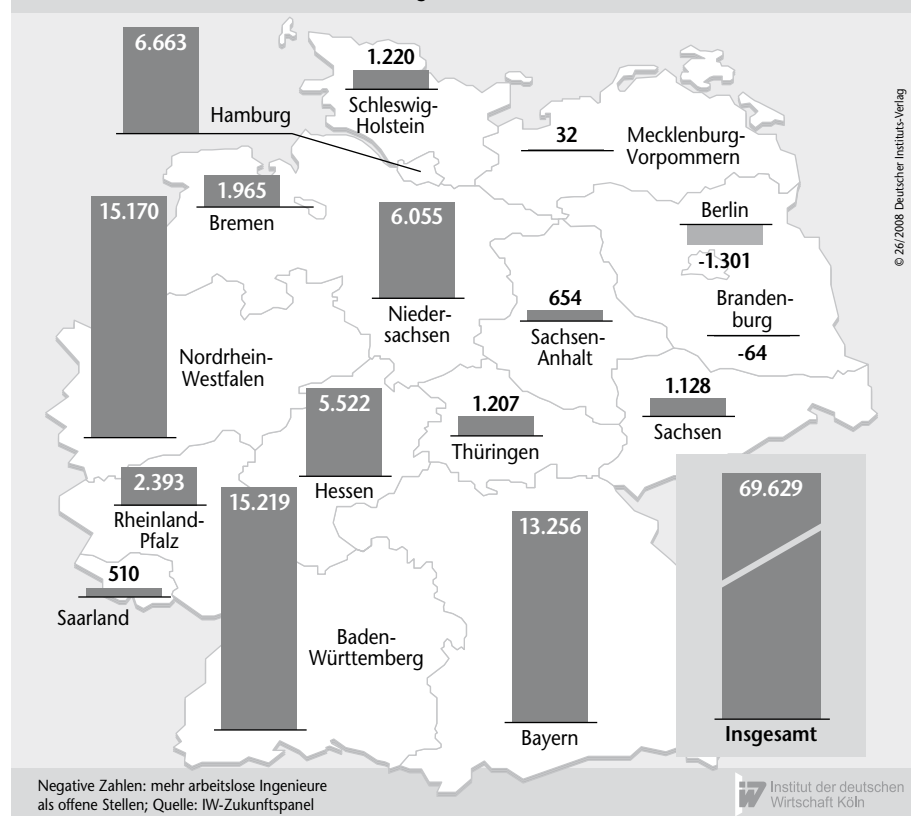 6.663
Hamburg
1.220
Schleswig-
Holstein
32
Mecklenburg-
Vorpommern
1.965
Bremen
15.170
Nordrhein-
Westfalen
6.055
Nieder-
sachsen
Berlin
-1.301
Branden-
burg
-64
654
Sachsen-
Anhalt
1.128
Sachsen
5.522
Hessen
1.207
Thüringen
2.393
Rheinland-
Pfalz
510
Saarland
15.219
Baden-
Württemberg
13.256
Bayern
69.629
Insgesamt
Negative Zahlen: mehr arbeitslose Ingenieure
als offene Stellen; Quelle: IW-Zukunftspanel
iW Institut der deutschen
Wirtschaft Köln
© 26/2008 Deutscher Instituts-Verlag